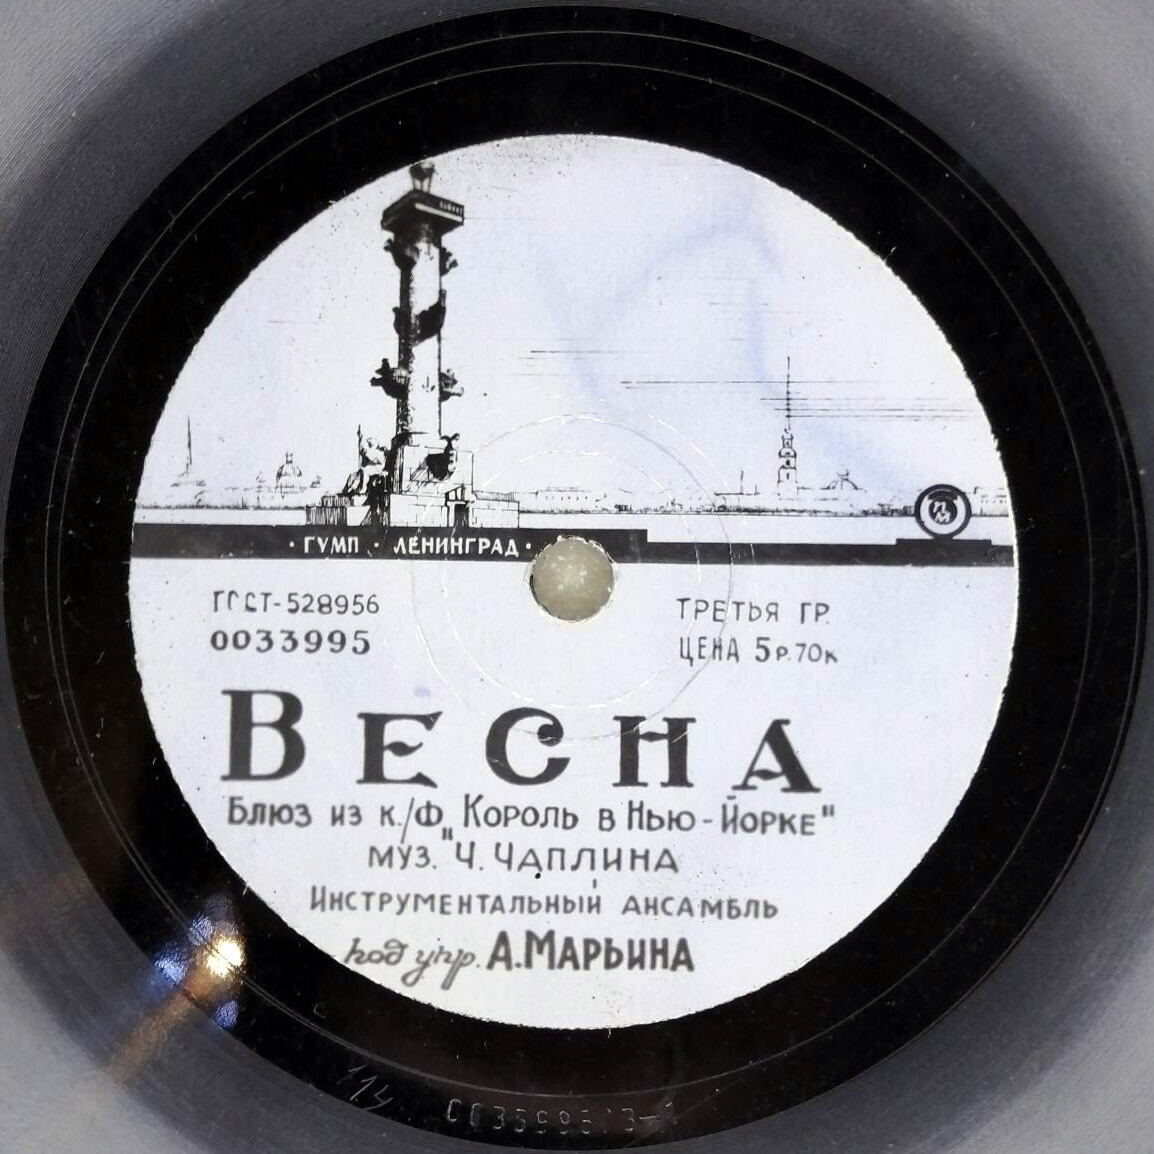 · ГУМП · ЛЕНИНГРАД ·
ГОСТ-528956
0033995
ТРЕТЬЯ ГР.
ЦЕНА 5р.70к
ВЕСНА
Блюз из к./ф. „Король в Нью-Йорке"
муз. Ч. Чаплина
Инструментальный ансамбль
под упр. А.Марьина